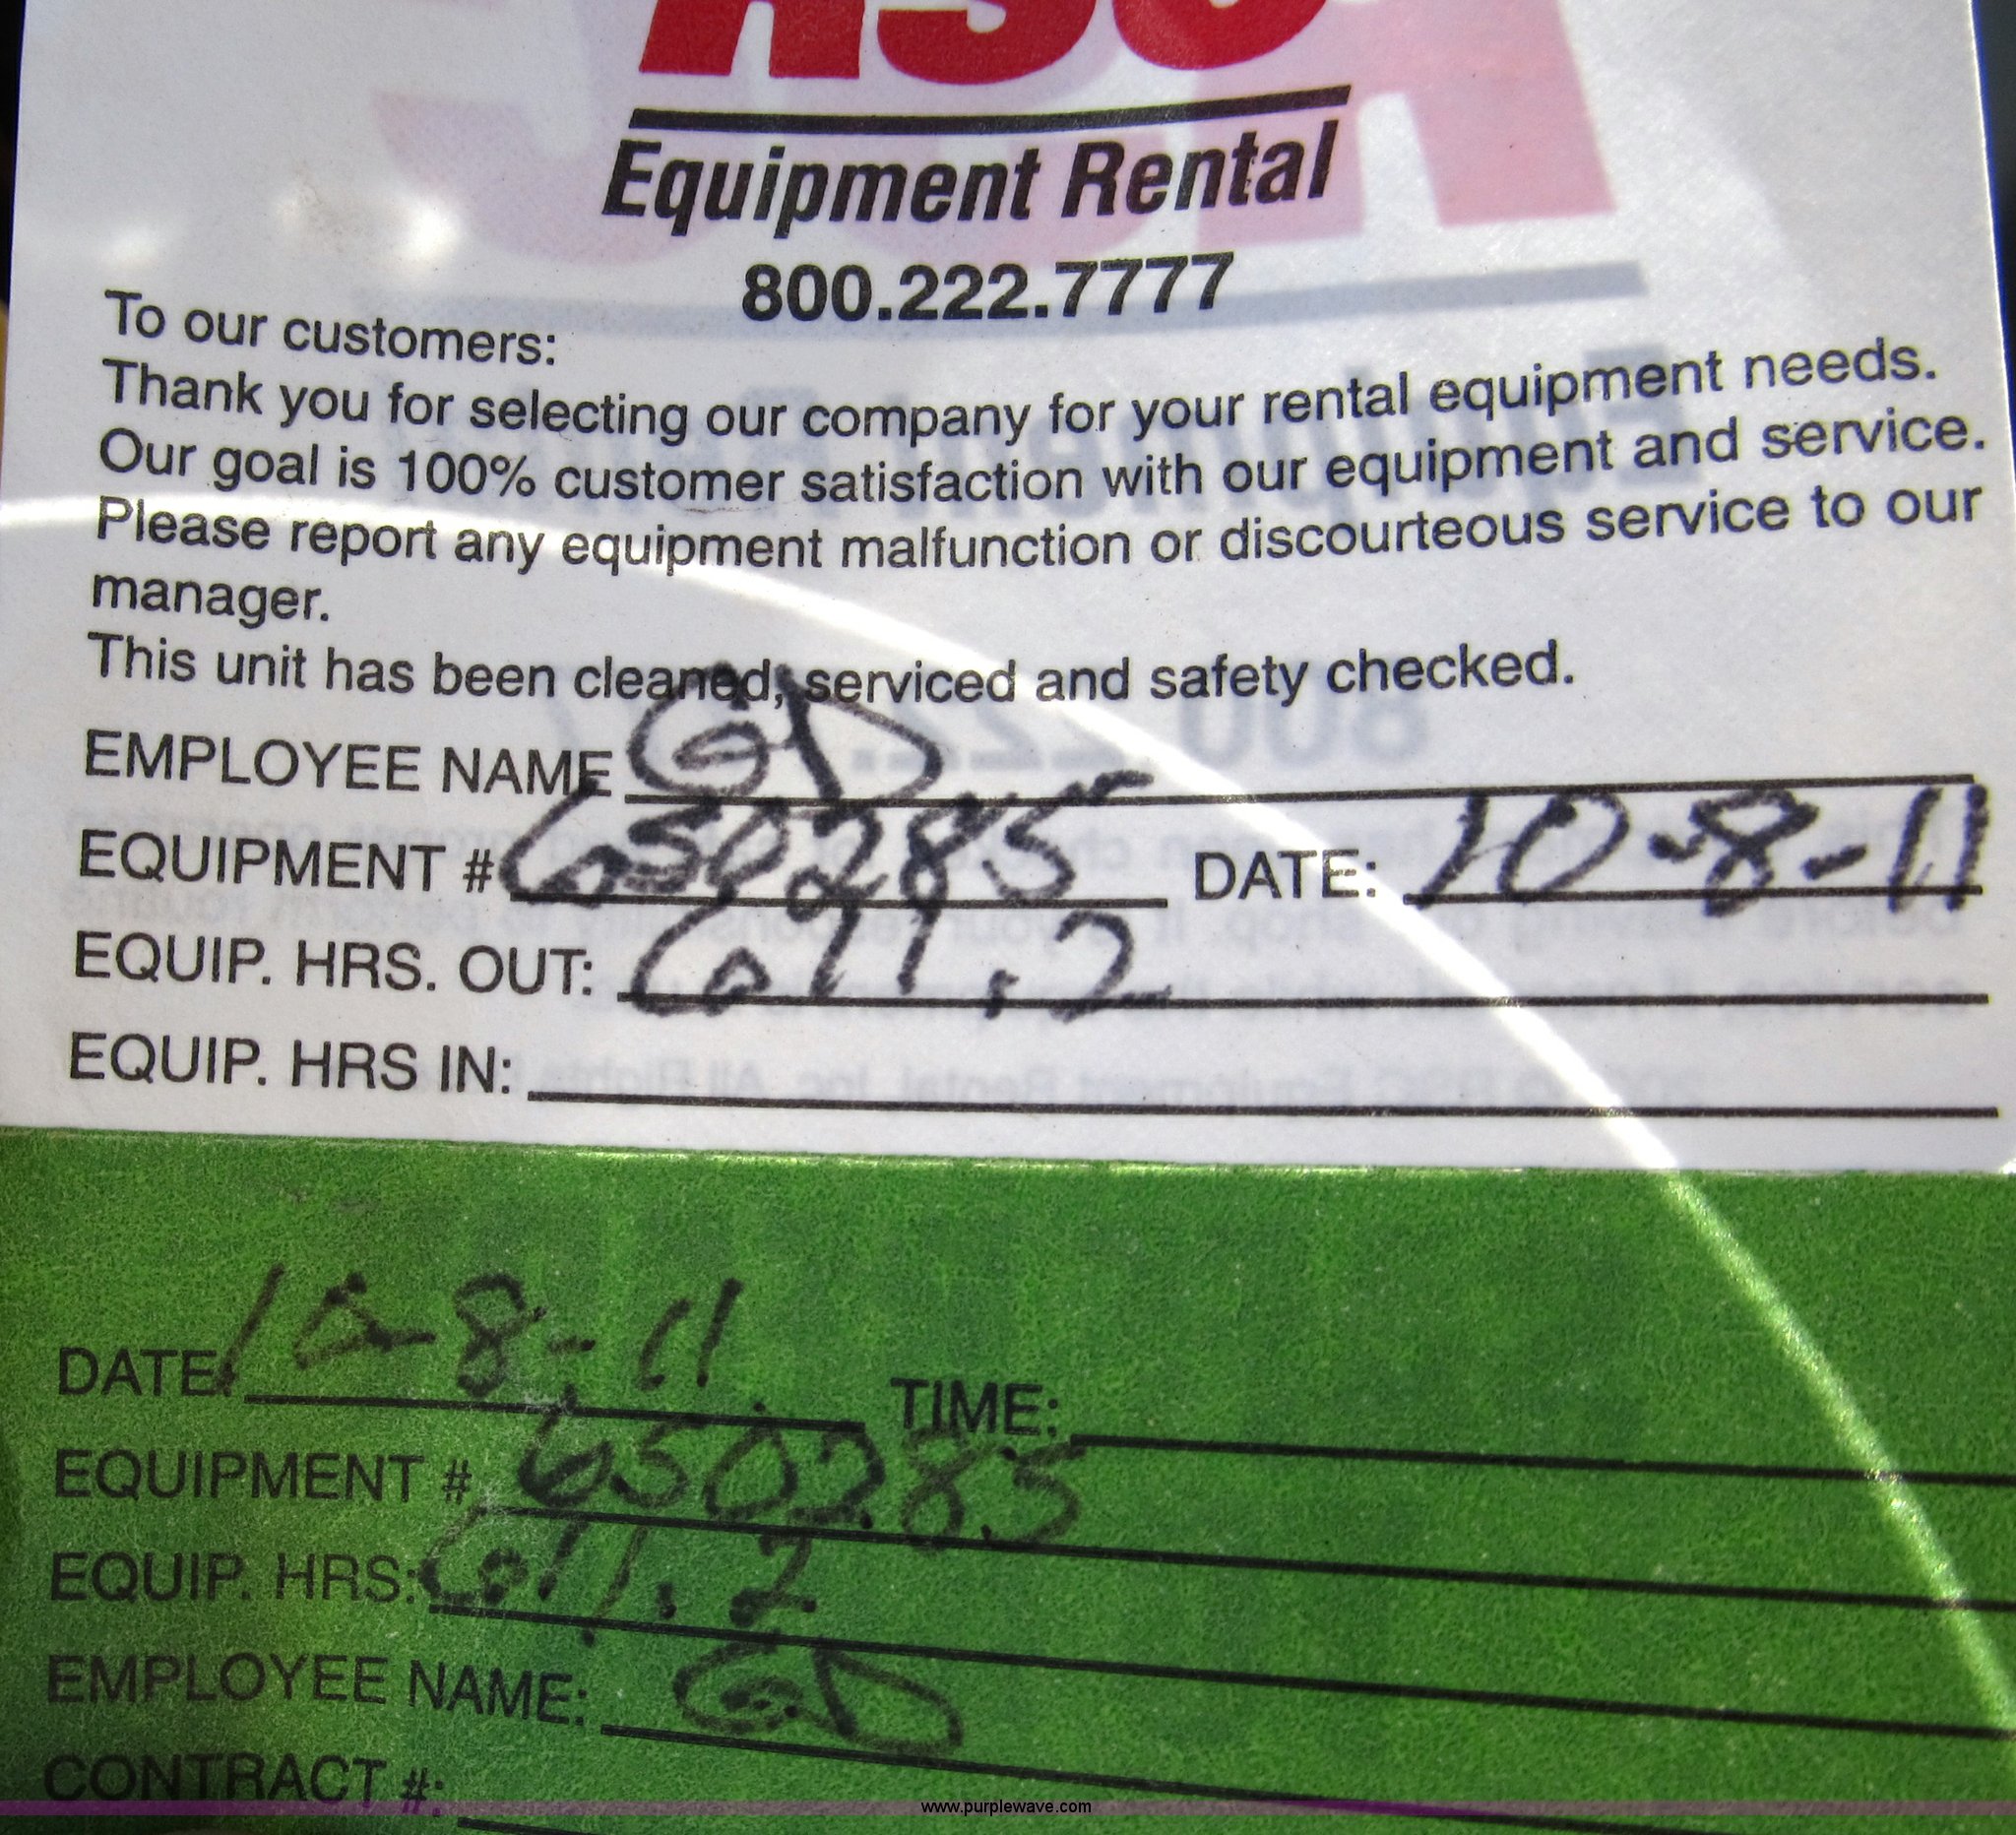 RSC
Equipment Rental
800.222.7777
To our customers:
Thank you for selecting our company for your rental equipment needs.
Our goal is 100% customer satisfaction with our equipment and service.
Please report any equipment malfunction or discourteous service to our
manager.
This unit has been cleaned, serviced and safety checked.
EMPLOYEE NAME GD
EQUIPMENT # 650285 DATE: 10-8-11
EQUIP. HRS. OUT: 611.2
EQUIP. HRS IN:
DATE: 10-8-11 TIME:
EQUIPMENT # 650285
EQUIP. HRS: 611.2
EMPLOYEE NAME: GD
CONTRACT #:
www.purplewave.com